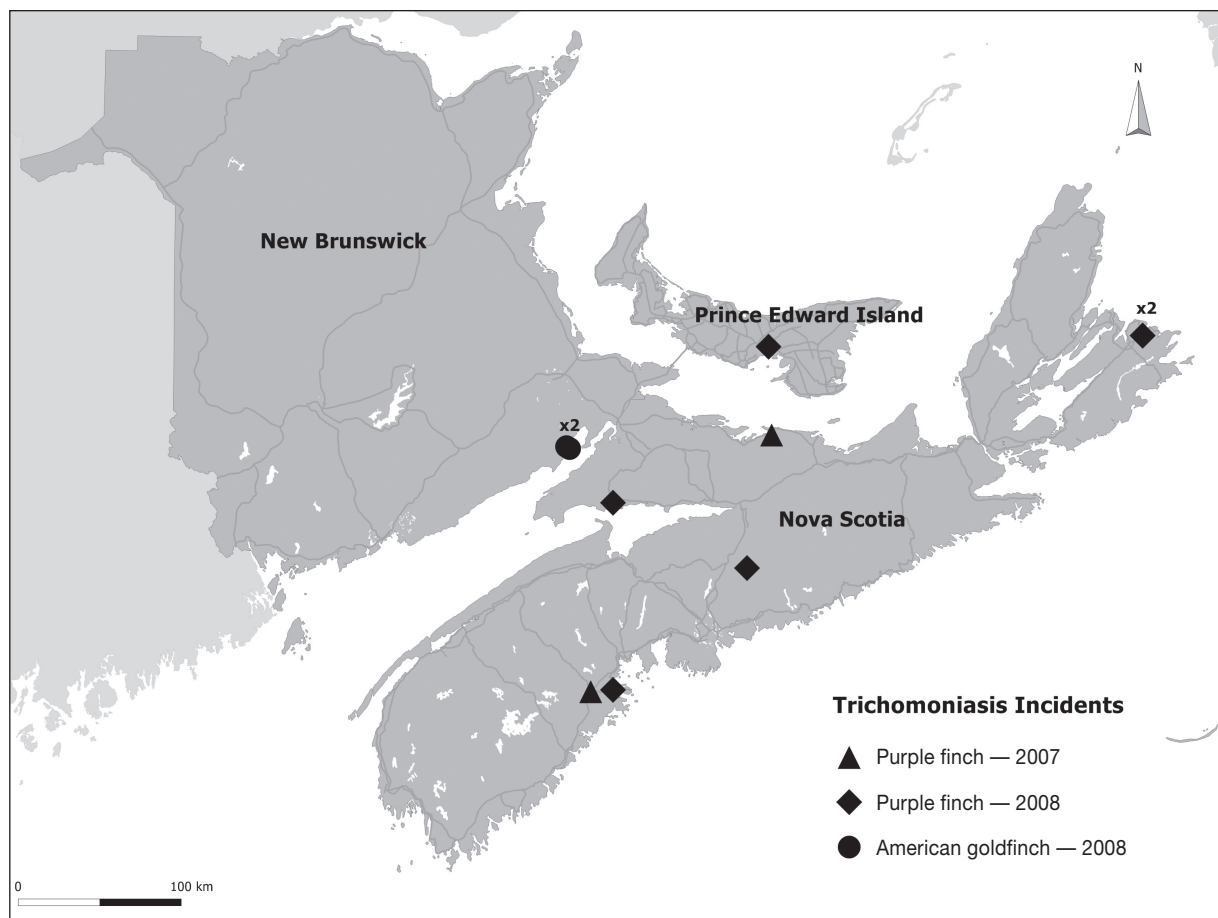 N
New Brunswick
Prince Edward Island
x2
x2
Nova Scotia
Trichomoniasis Incidents
Purple finch — 2007
Purple finch — 2008
American goldfinch — 2008
0 100 km